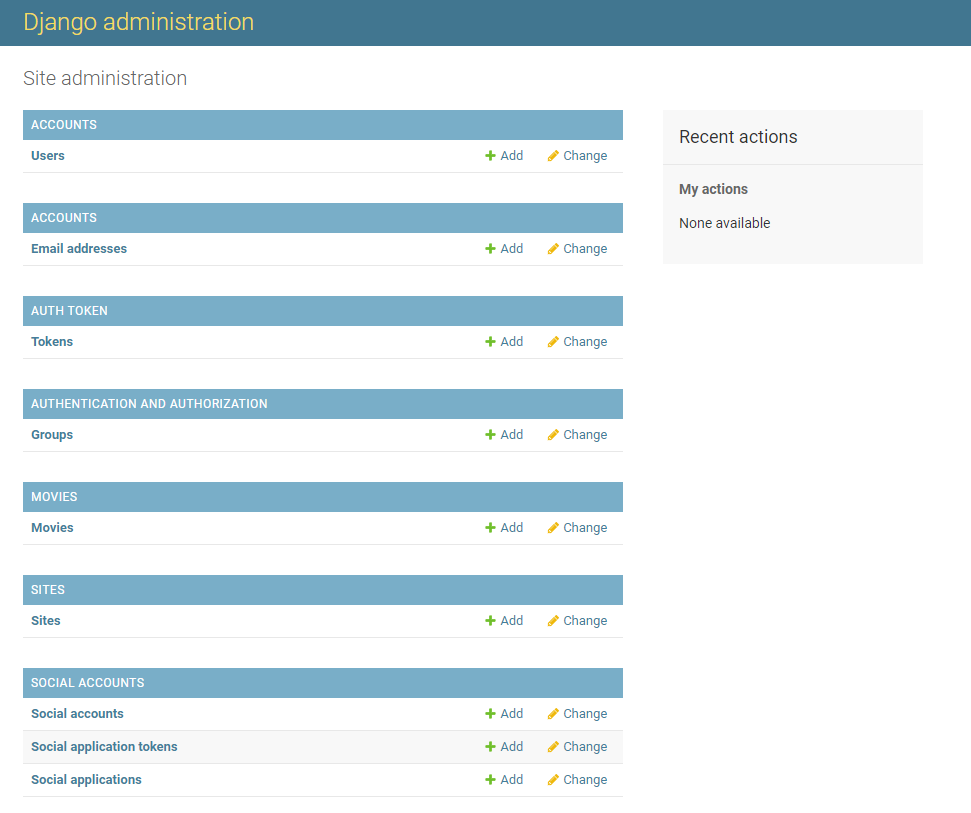 Django administration
Site administration
ACCOUNTS
Users Add Change
ACCOUNTS
Email addresses Add Change
AUTH TOKEN
Tokens Add Change
AUTHENTICATION AND AUTHORIZATION
Groups Add Change
MOVIES
Movies Add Change
SITES
Sites Add Change
SOCIAL ACCOUNTS
Social accounts Add Change
Social application tokens Add Change
Social applications Add Change
Recent actions
My actions
None available